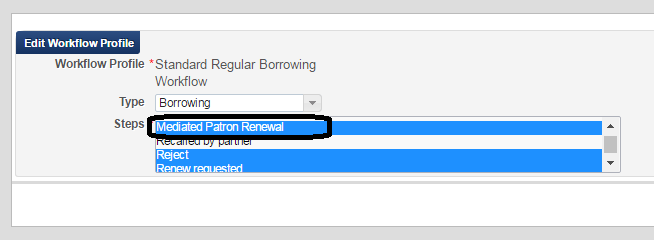 Edit Workflow Profile
Workflow Profile *Standard Regular Borrowing
Workflow
Type Borrowing
Steps Mediated Patron Renewal
Recalled by partner
Reject
Renew requested